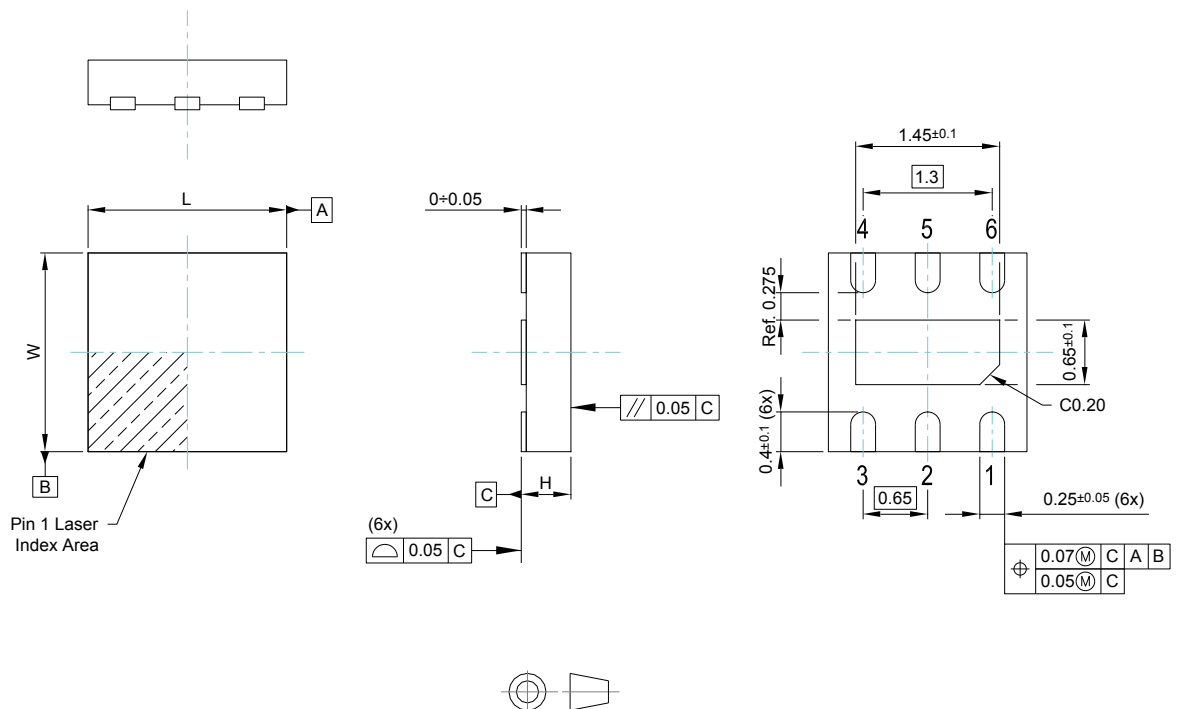 L
A
W
B
Pin 1 Laser
Index Area
0÷0.05
// 0.05 C
C
H
(6x)
⌓ 0.05 C
1.45±0.1
1.3
4 5 6
Ref. 0.275
0.65±0.1
C0.20
0.4±0.1 (6x)
3 2 1
0.65
0.25±0.05 (6x)
⌖ 0.07Ⓜ C A B
0.05Ⓜ C